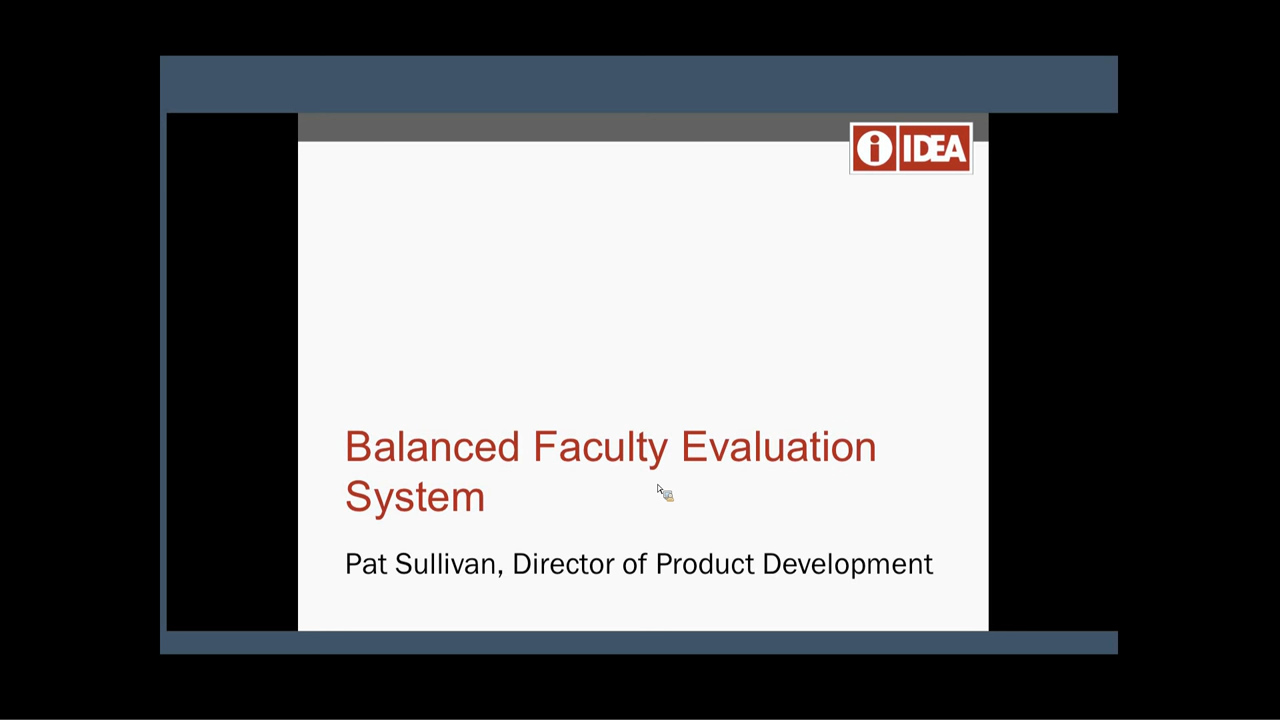 i IDEA
Balanced Faculty Evaluation
System
Pat Sullivan, Director of Product Development